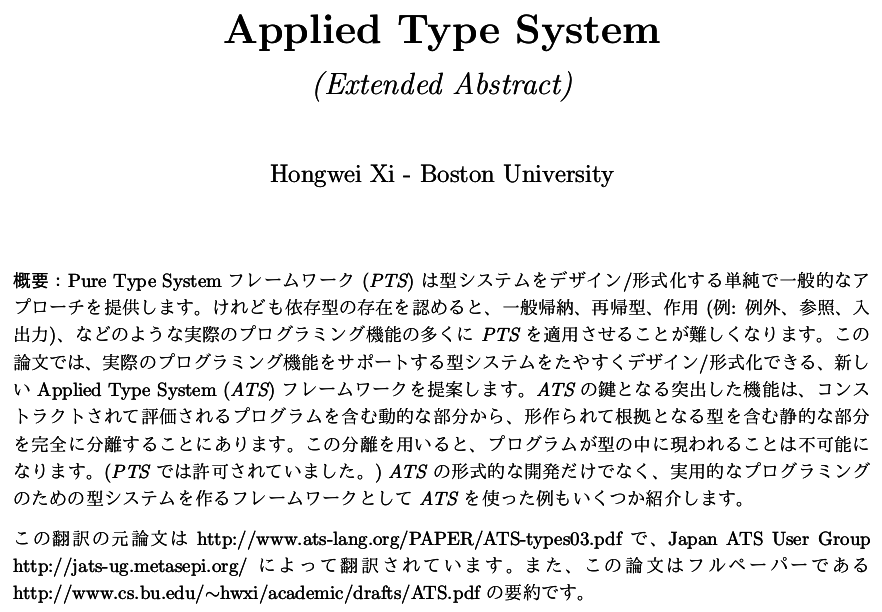 Applied Type System
(Extended Abstract)
Hongwei Xi - Boston University
概要 : Pure Type System フレームワーク (PTS) は型システムをデザイン/形式化する単純で一般的なア
プローチを提供します。けれども依存型の存在を認めると、一般帰納、再帰型、作用 (例: 例外、参照、入
出力)、などのような実際のプログラミング機能の多くに PTS を適用させることが難しくなります。この
論文では、実際のプログラミング機能をサポートする型システムをたやすくデザイン/形式化できる、新し
い Applied Type System (ATS) フレームワークを提案します。ATS の鍵となる突出した機能は、コンス
トラクトされて評価されるプログラムを含む動的な部分から、形作られて根拠となる型を含む静的な部分
を完全に分離することにあります。この分離を用いると、プログラムが型の中に現われることは不可能に
なります。(PTS では許可されていました。) ATS の形式的な開発だけでなく、実用的なプログラミング
のための型システムを作るフレームワークとして ATS を使った例もいくつか紹介します。
この翻訳の元論文は http://www.ats-lang.org/PAPER/ATS-types03.pdf で、Japan ATS User Group
http://jats-ug.metasepi.org/ によって翻訳されています。また、この論文はフルペーパーである
http://www.cs.bu.edu/~hwxi/academic/drafts/ATS.pdf の要約です。